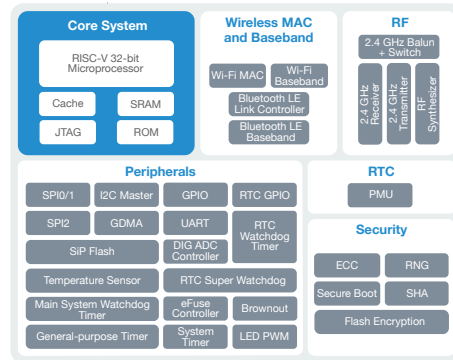 Core System
RISC-V 32-bit
Microprocessor
Cache
SRAM
JTAG
ROM
Wireless MAC
and Baseband
Wi-Fi MAC
Wi-Fi
Baseband
Bluetooth LE
Link Controller
Bluetooth LE
Baseband
RF
2.4 GHz Balun
+ Switch
2.4 GHz
Receiver
2.4 GHz
Transmitter
RF
Synthesizer
Peripherals
SPI0/1
I2C Master
GPIO
RTC GPIO
SPI2
GDMA
UART
RTC
Watchdog
Timer
SiP Flash
DIG ADC
Controller
Temperature Sensor
RTC Super Watchdog
Main System Watchdog
Timer
eFuse
Controller
Brownout
General-purpose Timer
System
Timer
LED PWM
RTC
PMU
Security
ECC
RNG
Secure Boot
SHA
Flash Encryption